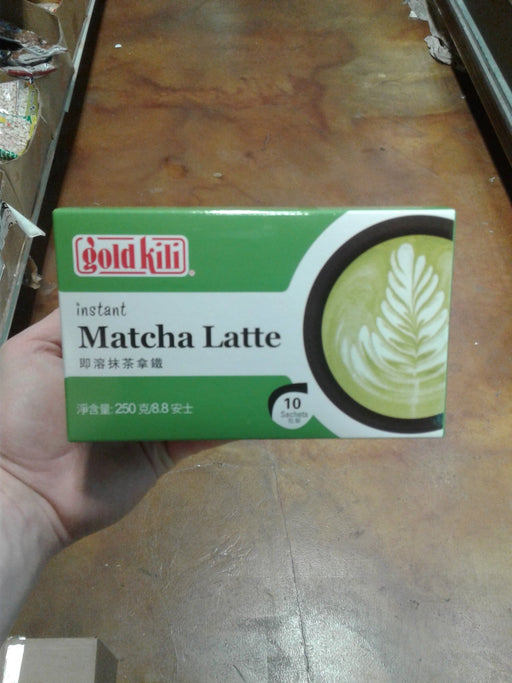 gold kili
instant
Matcha Latte
即溶抹茶拿鐵
淨含量: 250 克/8.8 安士
10
Sachets